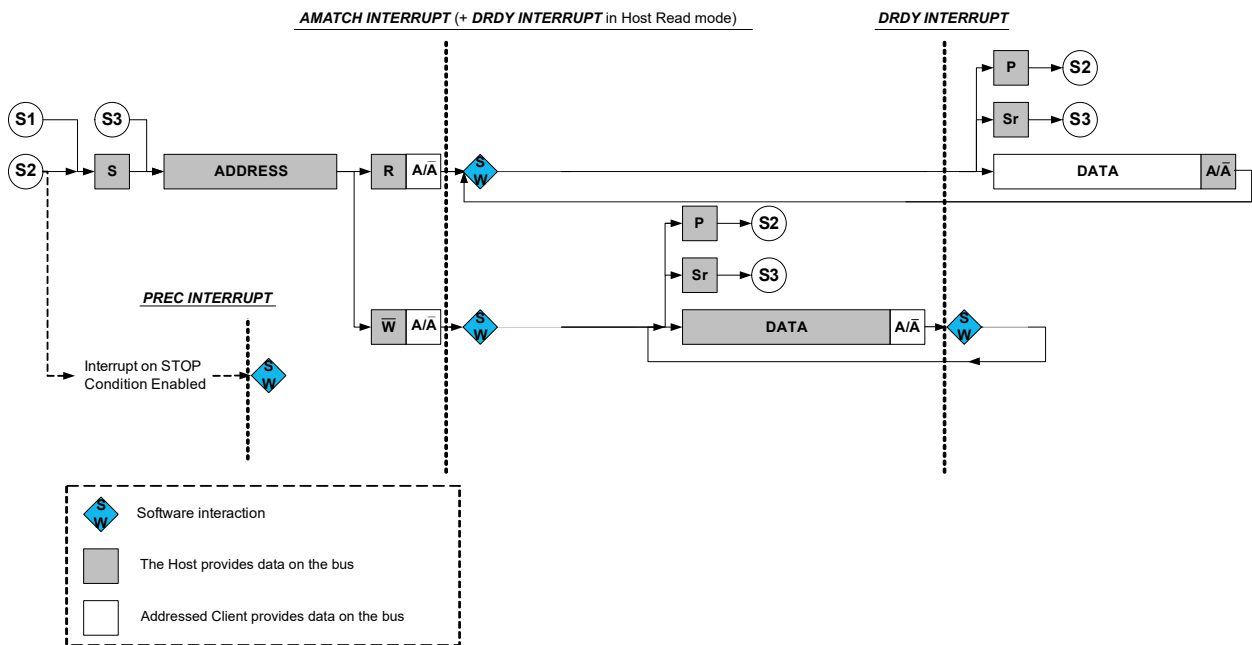 AMATCH INTERRUPT (+ DRDY INTERRUPT in Host Read mode)
DRDY INTERRUPT
P
S2
S1
S3
Sr
S3
S2
S
ADDRESS
R
A/A̅
S
W
DATA
A/A̅
P
S2
Sr
S3
PREC INTERRUPT
W̅
A/A̅
S
W
DATA
A/A̅
S
W
Interrupt on STOP
Condition Enabled
S
W
S
W
Software interaction
The Host provides data on the bus
Addressed Client provides data on the bus